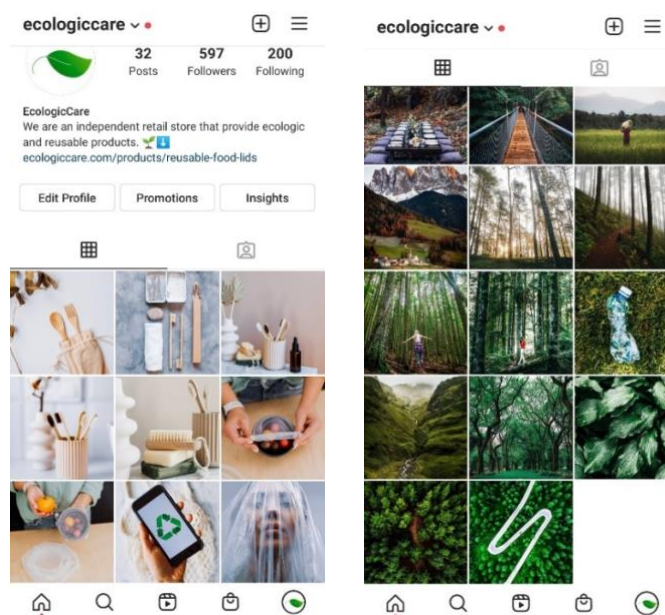 ecologiccare
32 597 200
Posts Followers Following
EcologicCare
We are an independent retail store that provide ecologic
and reusable products. 🌱⬇️
ecologiccare.com/products/reusable-food-lids
Edit Profile Promotions Insights
ecologiccare